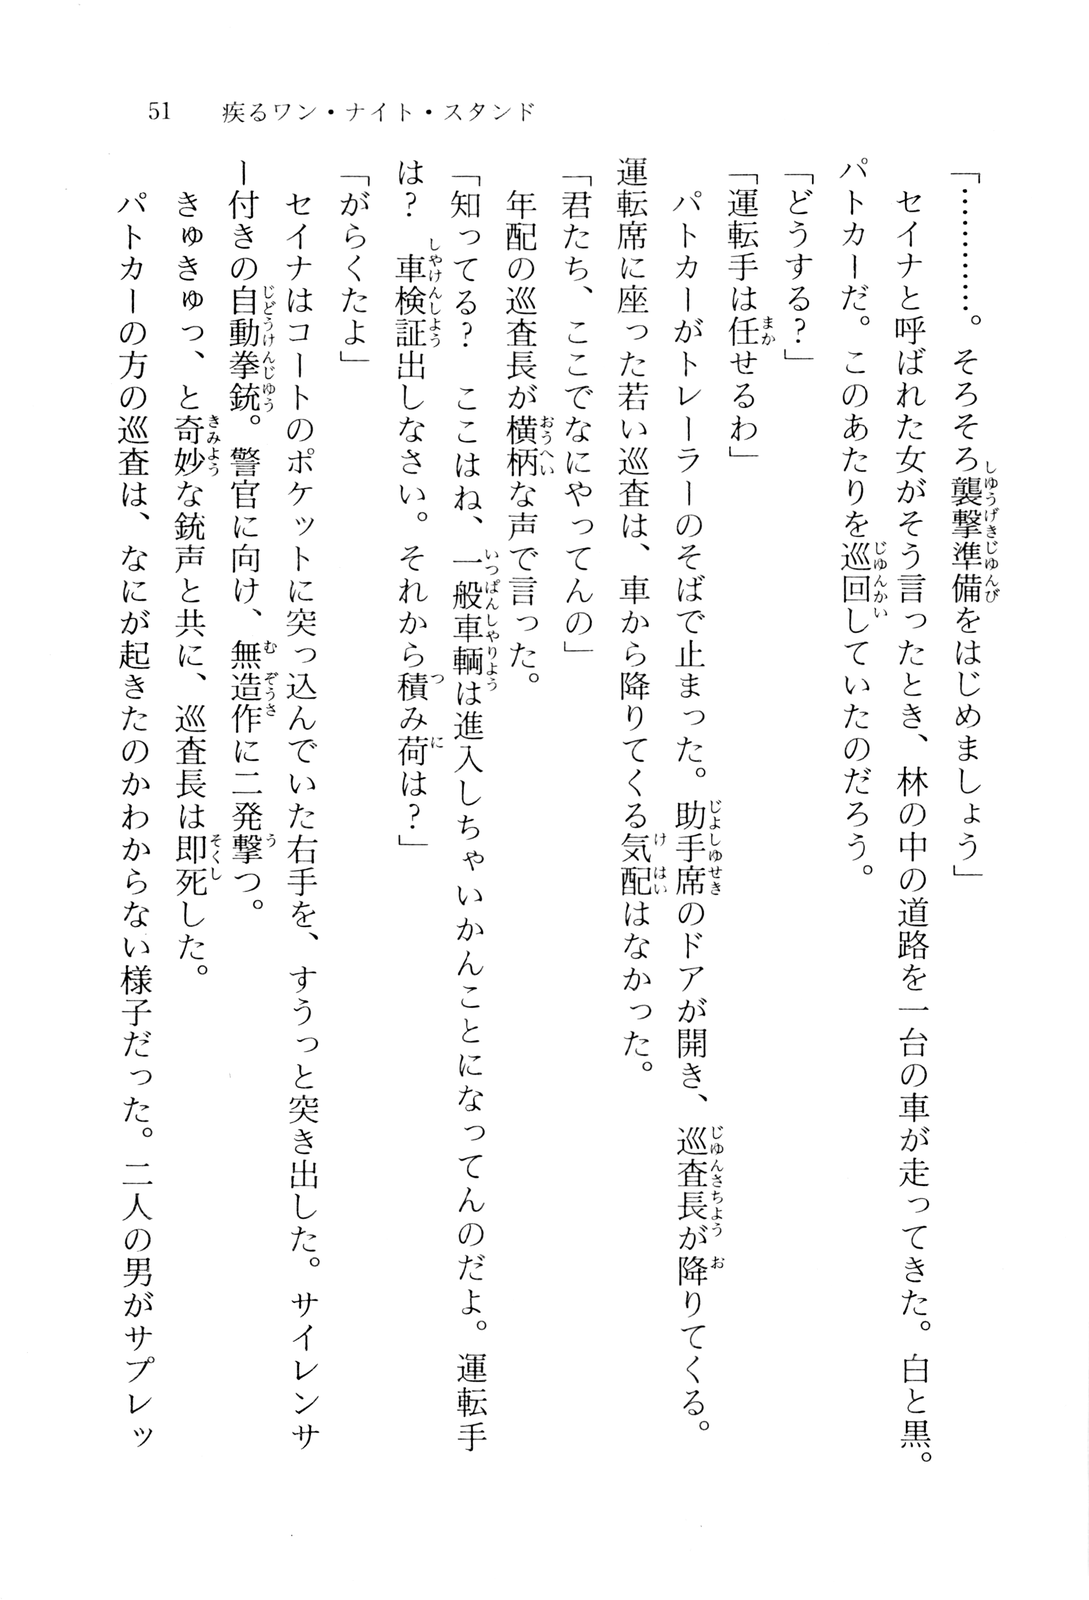 51　疾るワン・ナイト・スタンド
「…………。そろそろ襲撃準備をはじめましょう」
　セイナと呼ばれた女がそう言ったとき、林の中の道路を一台の車が走ってきた。白と黒。
パトカーだ。このあたりを巡回していたのだろう。
「どうする？」
「運転手は任せるわ」
　パトカーがトレーラーのそばで止まった。助手席のドアが開き、巡査長が降りてくる。
運転席に座った若い巡査は、車から降りてくる気配はなかった。
「君たち、ここでなにやってんの」
　年配の巡査長が横柄な声で言った。
「知ってる？　ここはね、一般車輌は進入しちゃいかんことになってんのだよ。運転手
は？　車検証出しなさい。それから積み荷は？」
「がらくたよ」
　セイナはコートのポケットに突っ込んでいた右手を、すうっと突き出した。サイレンサ
ー付きの自動拳銃。警官に向け、無造作に二発撃つ。
　きゅきゅっ、と奇妙な銃声と共に、巡査長は即死した。
　パトカーの方の巡査は、なにが起きたのかわからない様子だった。二人の男がサプレッ